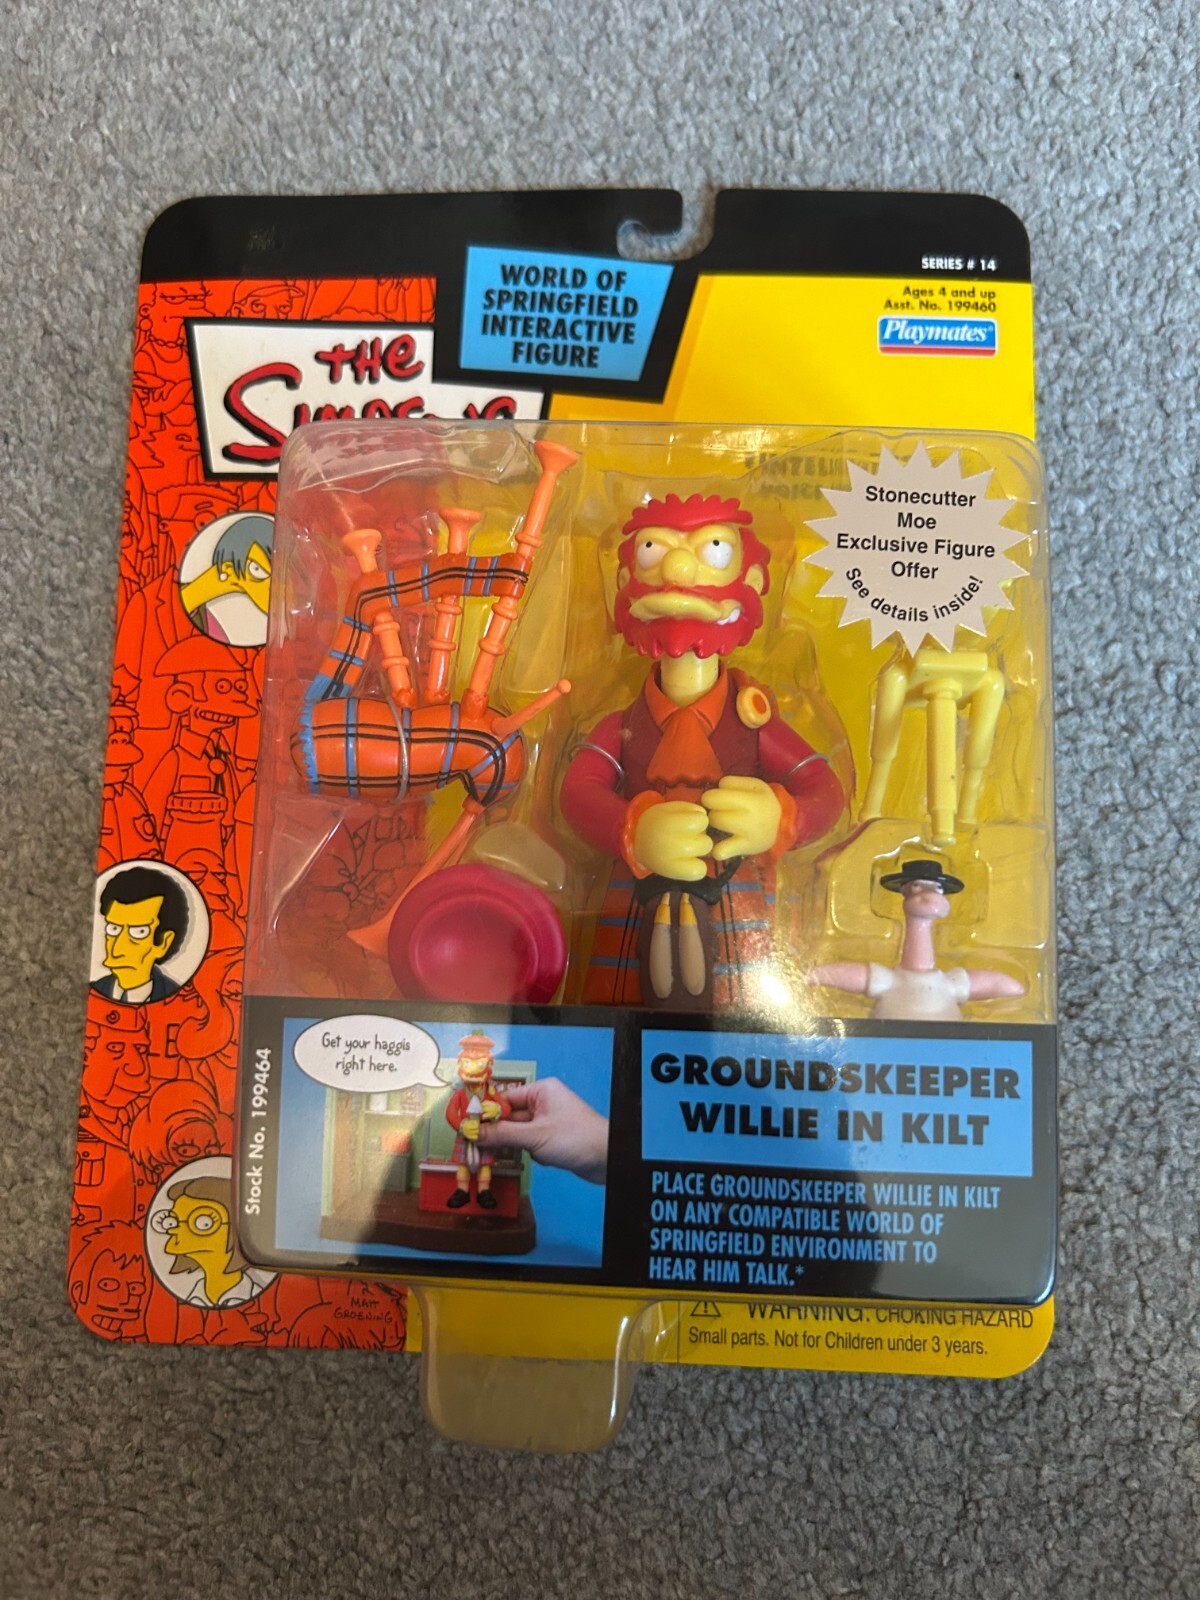 SERIES # 14
WORLD OF
SPRINGFIELD
INTERACTIVE
FIGURE
Ages 4 and up
Asst. No. 199460
Playmates®
THE
SIMPSONS
Stonecutter
Moe
Exclusive Figure
Offer
See details inside!
Get your haggis
right here.
Stock No. 199464
GROUNDSKEEPER
WILLIE IN KILT
PLACE GROUNDSKEEPER WILLIE IN KILT
ON ANY COMPATIBLE WORLD OF
SPRINGFIELD ENVIRONMENT TO
HEAR HIM TALK.*
MATT
GROENING
WARNING: CHOKING HAZARD
Small parts. Not for Children under 3 years.